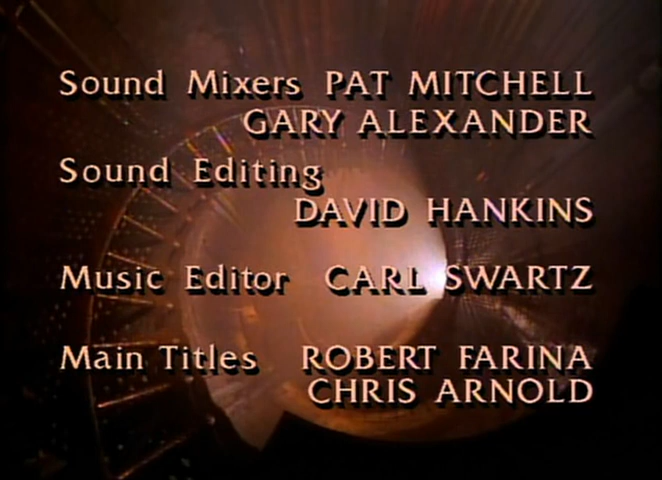 Sound Mixers PAT MITCHELL
GARY ALEXANDER
Sound Editing
DAVID HANKINS
Music Editor CARL SWARTZ
Main Titles ROBERT FARINA
CHRIS ARNOLD